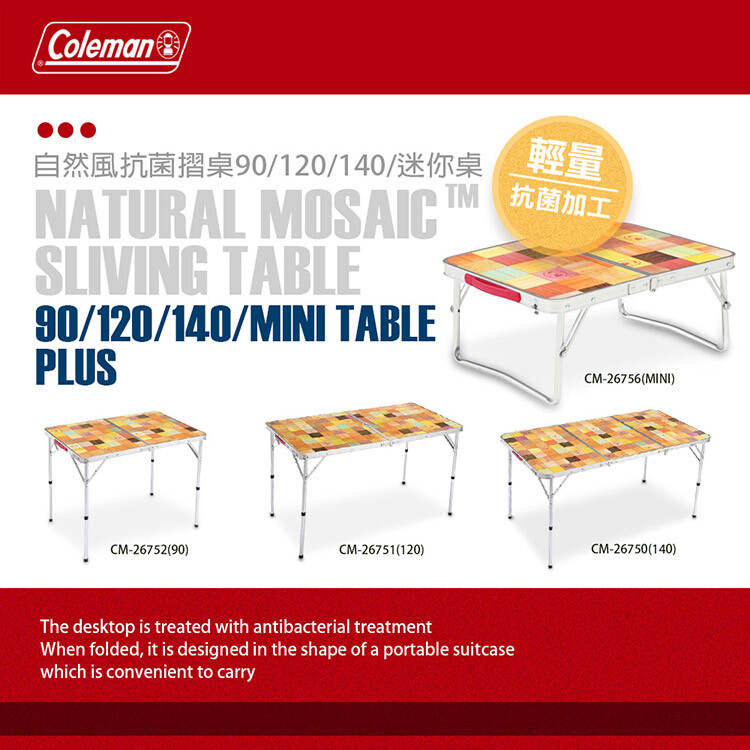 Coleman
自然風抗菌摺桌90/120/140/迷你桌
NATURAL MOSAIC™
SLIVING TABLE
90/120/140/MINI TABLE
PLUS
輕量
抗菌加工
CM-26756(MINI)
CM-26752(90)
CM-26751(120)
CM-26750(140)
The desktop is treated with antibacterial treatment
When folded, it is designed in the shape of a portable suitcase
which is convenient to carry